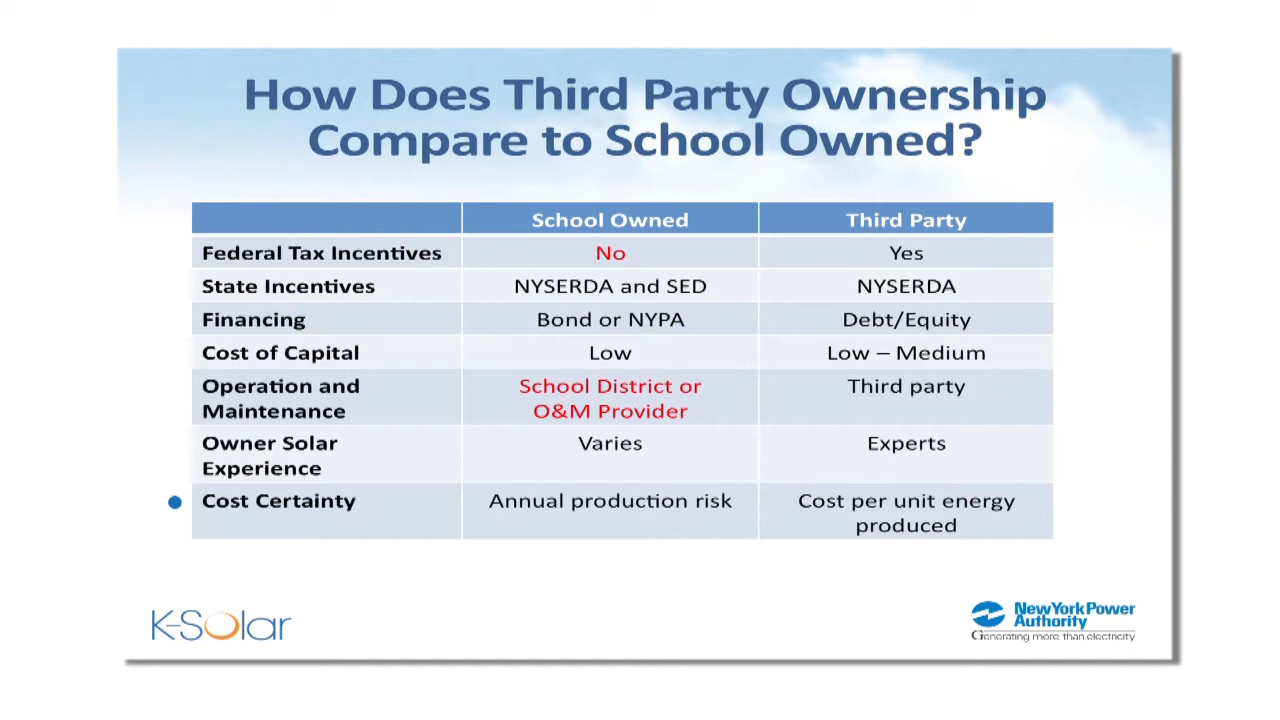 How Does Third Party Ownership
Compare to School Owned?
School Owned Third Party
Federal Tax Incentives No Yes
State Incentives NYSERDA and SED NYSERDA
Financing Bond or NYPA Debt/Equity
Cost of Capital Low Low – Medium
Operation and School District or Third party
Maintenance O&M Provider
Owner Solar Varies Experts
Experience
Cost Certainty Annual production risk Cost per unit energy
produced
K-Solar
NewYorkPower
Authority
Generating more than electricity